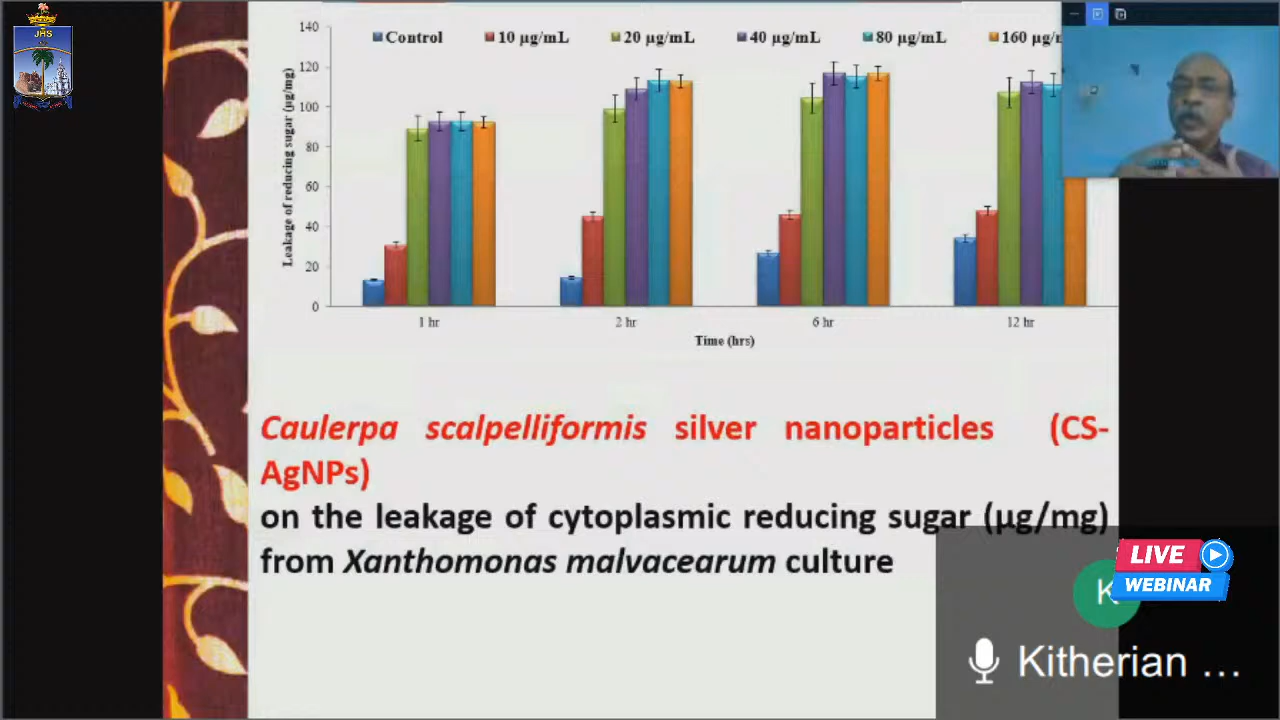 JHS
140
Control 10 µg/mL 20 µg/mL 40 µg/mL 80 µg/mL 160 µg/m
120
100
80
60
40
20
0
Leakage of reducing sugar (µg/mg)
1 hr 2 hr 6 hr 12 hr
Time (hrs)
Caulerpa scalpelliformis silver nanoparticles (CS-
AgNPs)
on the leakage of cytoplasmic reducing sugar (µg/mg)
from Xanthomonas malvacearum culture
LIVE
WEBINAR
K
Kitherian ...